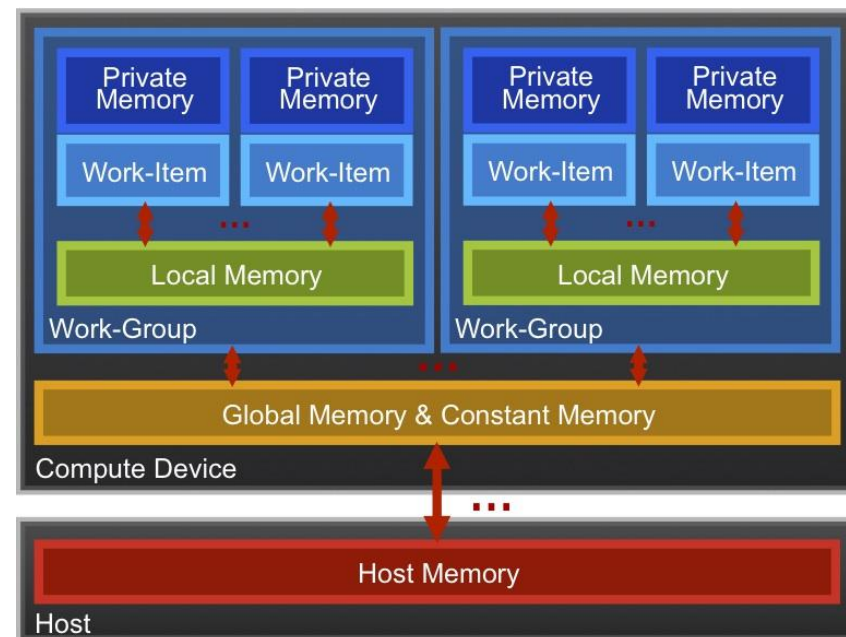 Private
Memory
Private
Memory
Private
Memory
Private
Memory
Work-Item
Work-Item
Work-Item
Work-Item
...
...
Local Memory
Local Memory
Work-Group
Work-Group
...
Global Memory & Constant Memory
Compute Device
...
Host Memory
Host